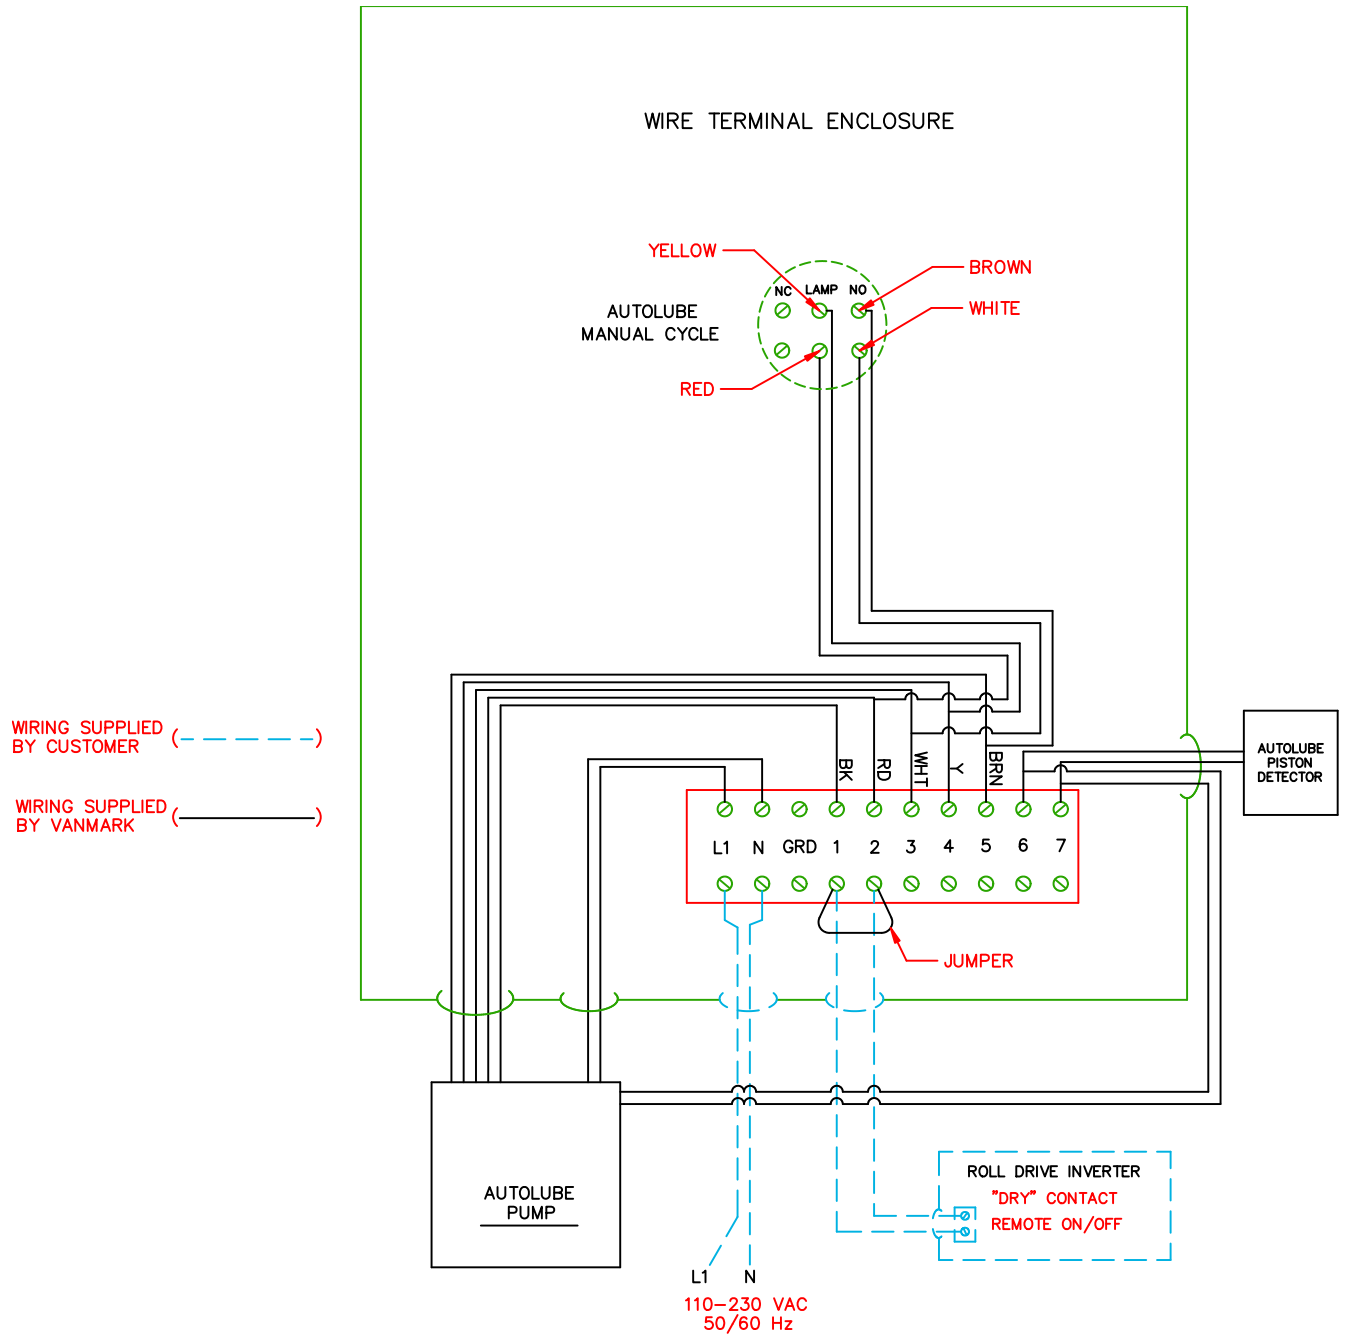 WIRE TERMINAL ENCLOSURE
YELLOW
BROWN
NC LAMP NO
WHITE
AUTOLUBE
MANUAL CYCLE
RED
WIRING SUPPLIED
BY CUSTOMER
WIRING SUPPLIED
BY VANMARK
AUTOLUBE
PISTON
DETECTOR
BK RD WHT Y BRN
L1 N GRD 1 2 3 4 5 6 7
JUMPER
AUTOLUBE
PUMP
ROLL DRIVE INVERTER
"DRY" CONTACT
REMOTE ON/OFF
L1 N
110-230 VAC
50/60 Hz